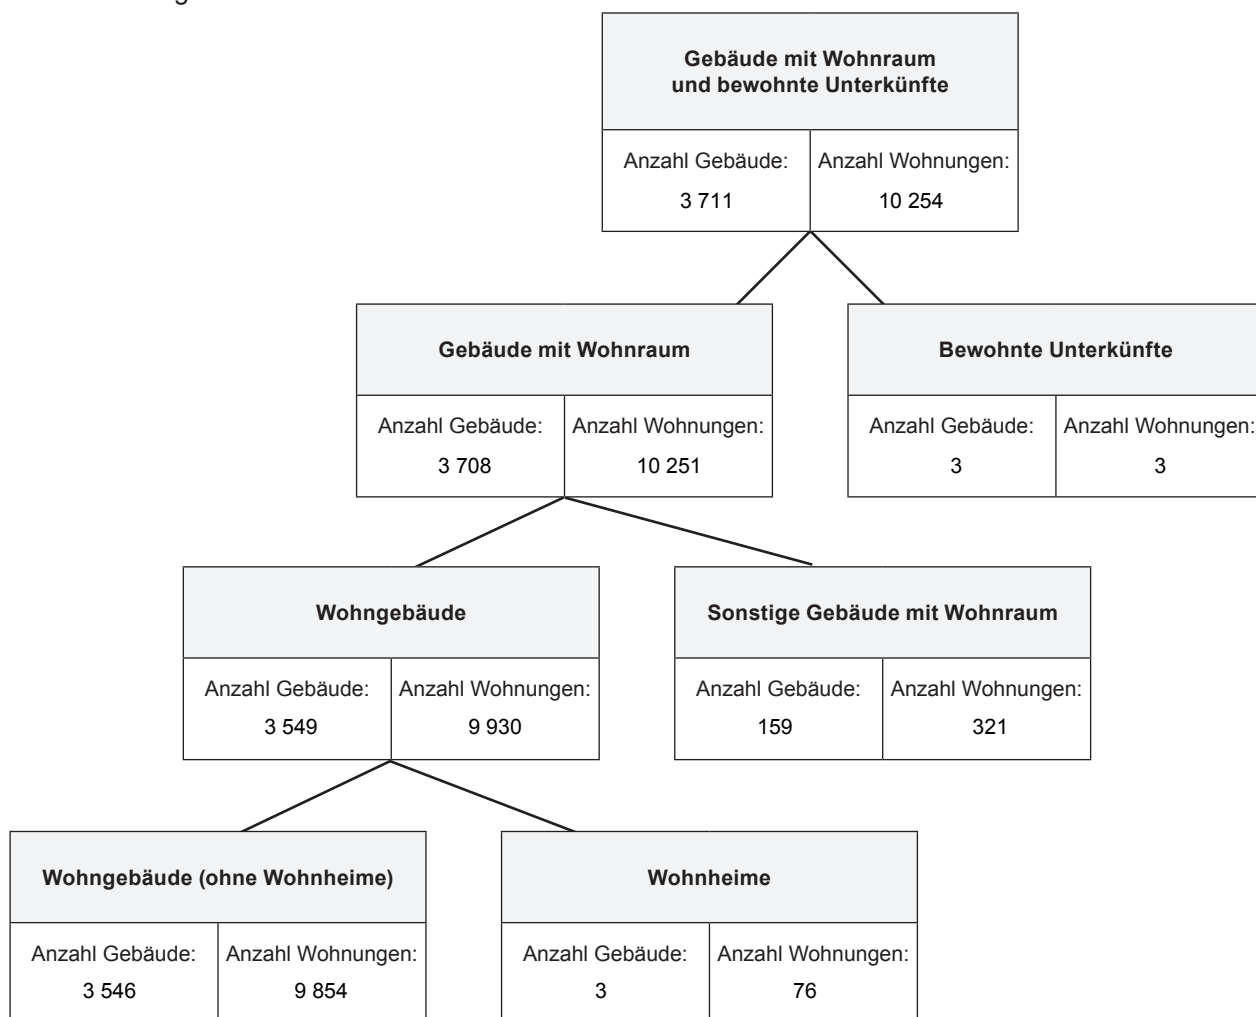 Gebäude mit Wohnraum
und bewohnte Unterkünfte
Anzahl Gebäude: Anzahl Wohnungen:
3 711 10 254
Gebäude mit Wohnraum Bewohnte Unterkünfte
Anzahl Gebäude: Anzahl Wohnungen: Anzahl Gebäude: Anzahl Wohnungen:
3 708 10 251 3 3
Wohngebäude Sonstige Gebäude mit Wohnraum
Anzahl Gebäude: Anzahl Wohnungen: Anzahl Gebäude: Anzahl Wohnungen:
3 549 9 930 159 321
Wohngebäude (ohne Wohnheime) Wohnheime
Anzahl Gebäude: Anzahl Wohnungen: Anzahl Gebäude: Anzahl Wohnungen:
3 546 9 854 3 76